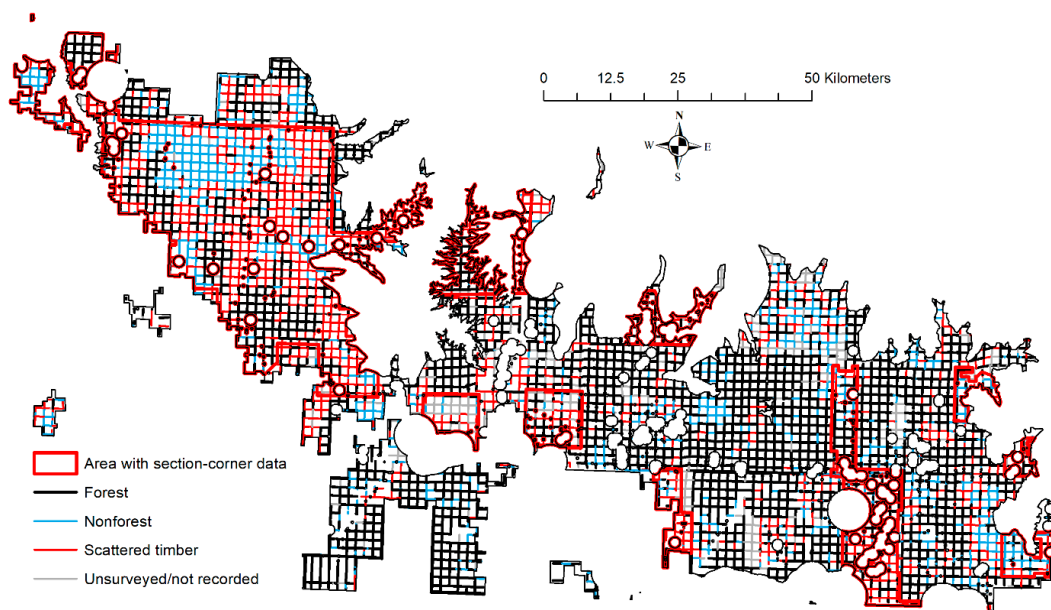 0 12.5 25 50 Kilometers
N
W E
S
Area with section-corner data
Forest
Nonforest
Scattered timber
Unsurveyed/not recorded